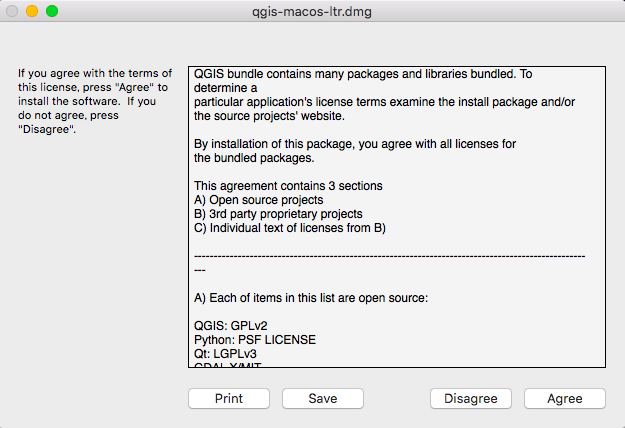 qgis-macos-ltr.dmg
If you agree with the terms of
this license, press "Agree" to
install the software.  If you
do not agree, press
"Disagree".
QGIS bundle contains many packages and libraries bundled. To
determine a
particular application's license terms examine the install package and/or
the source projects' website.
By installation of this package, you agree with all licenses for
the bundled packages.
This agreement contains 3 sections
A) Open source projects
B) 3rd party proprietary projects
C) Individual text of licenses from B)
----------------------------------------------------------------------------------------
---
A) Each of items in this list are open source:
QGIS: GPLv2
Python: PSF LICENSE
Qt: LGPLv3
GDAL X/MIT
Print
Save
Disagree
Agree